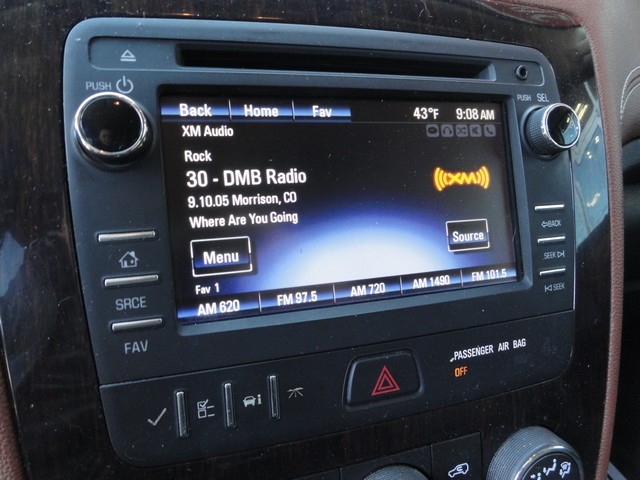 PUSH
PUSH SEL
Back Home Fav 43°F 9:08 AM
XM Audio
Rock
30 - DMB Radio
((XM))
9.10.05 Morrison, CO
Where Are You Going
Menu
Source
Fav 1
AM 620 FM 97.5 AM 720 AM 1490 FM 101.5
BACK
SEEK
SEEK
SRCE
FAV
PASSENGER AIR BAG
OFF